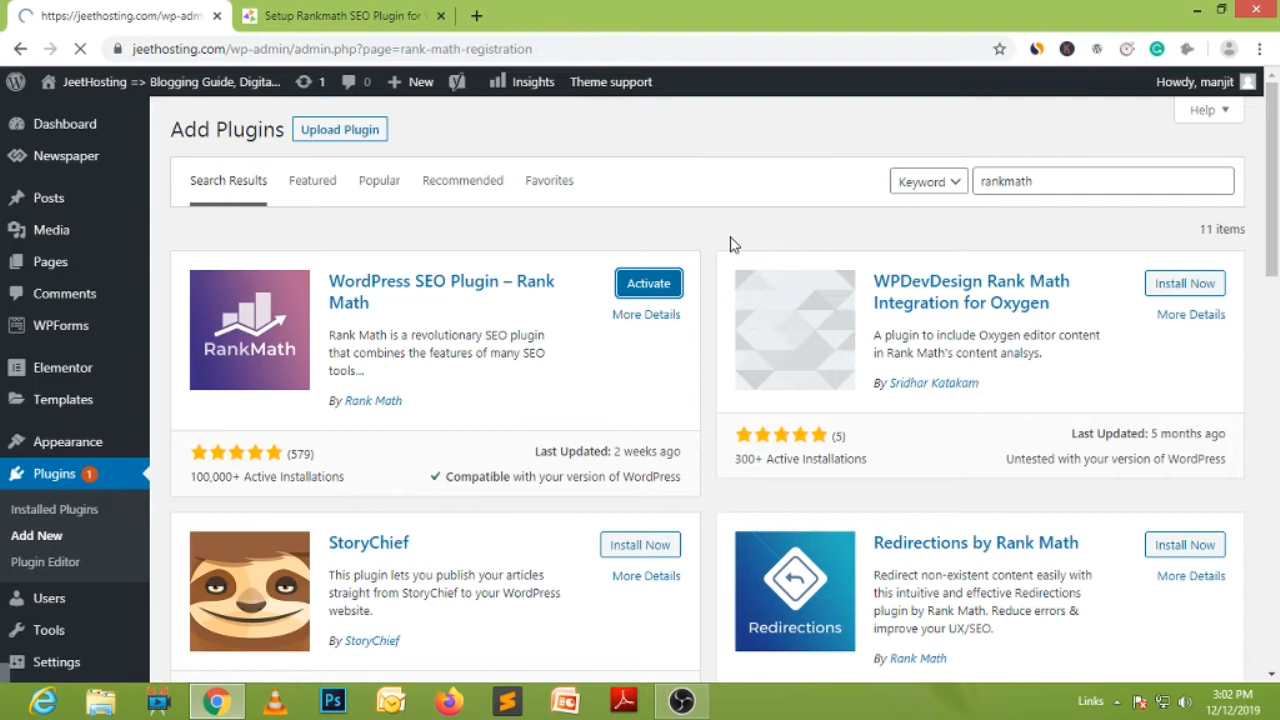 https://jeethosting.com/wp-adm
Setup Rankmath SEO Plugin for
jeethosting.com/wp-admin/admin.php?page=rank-math-registration
JeetHosting => Blogging Guide, Digita... 1 0 New Insights Theme support Howdy, manjit
Help
Dashboard
Newspaper
Posts
Media
Pages
Comments
WPForms
Elementor
Templates
Appearance
Plugins 1
Installed Plugins
Add New
Plugin Editor
Users
Tools
Settings
Add Plugins Upload Plugin
Search Results Featured Popular Recommended Favorites Keyword rankmath
11 items
WordPress SEO Plugin – Rank
Math
Activate
More Details
RankMath
Rank Math is a revolutionary SEO plugin
that combines the features of many SEO
tools...
By Rank Math
(579)
Last Updated: 2 weeks ago
100,000+ Active Installations
Compatible with your version of WordPress
WPDevDesign Rank Math
Integration for Oxygen
Install Now
More Details
A plugin to include Oxygen editor content
in Rank Math's content analsys.
By Sridhar Katakam
(5)
Last Updated: 5 months ago
300+ Active Installations
Untested with your version of WordPress
StoryChief
Install Now
More Details
This plugin lets you publish your articles
straight from StoryChief to your WordPress
website.
By StoryChief
Redirections by Rank Math
Install Now
More Details
Redirections
Redirect non-existent content easily with
this intuitive and effective Redirections
plugin by Rank Math. Reduce errors &
improve your UX/SEO.
By Rank Math
Ps
Links
3:02 PM
12/12/2019